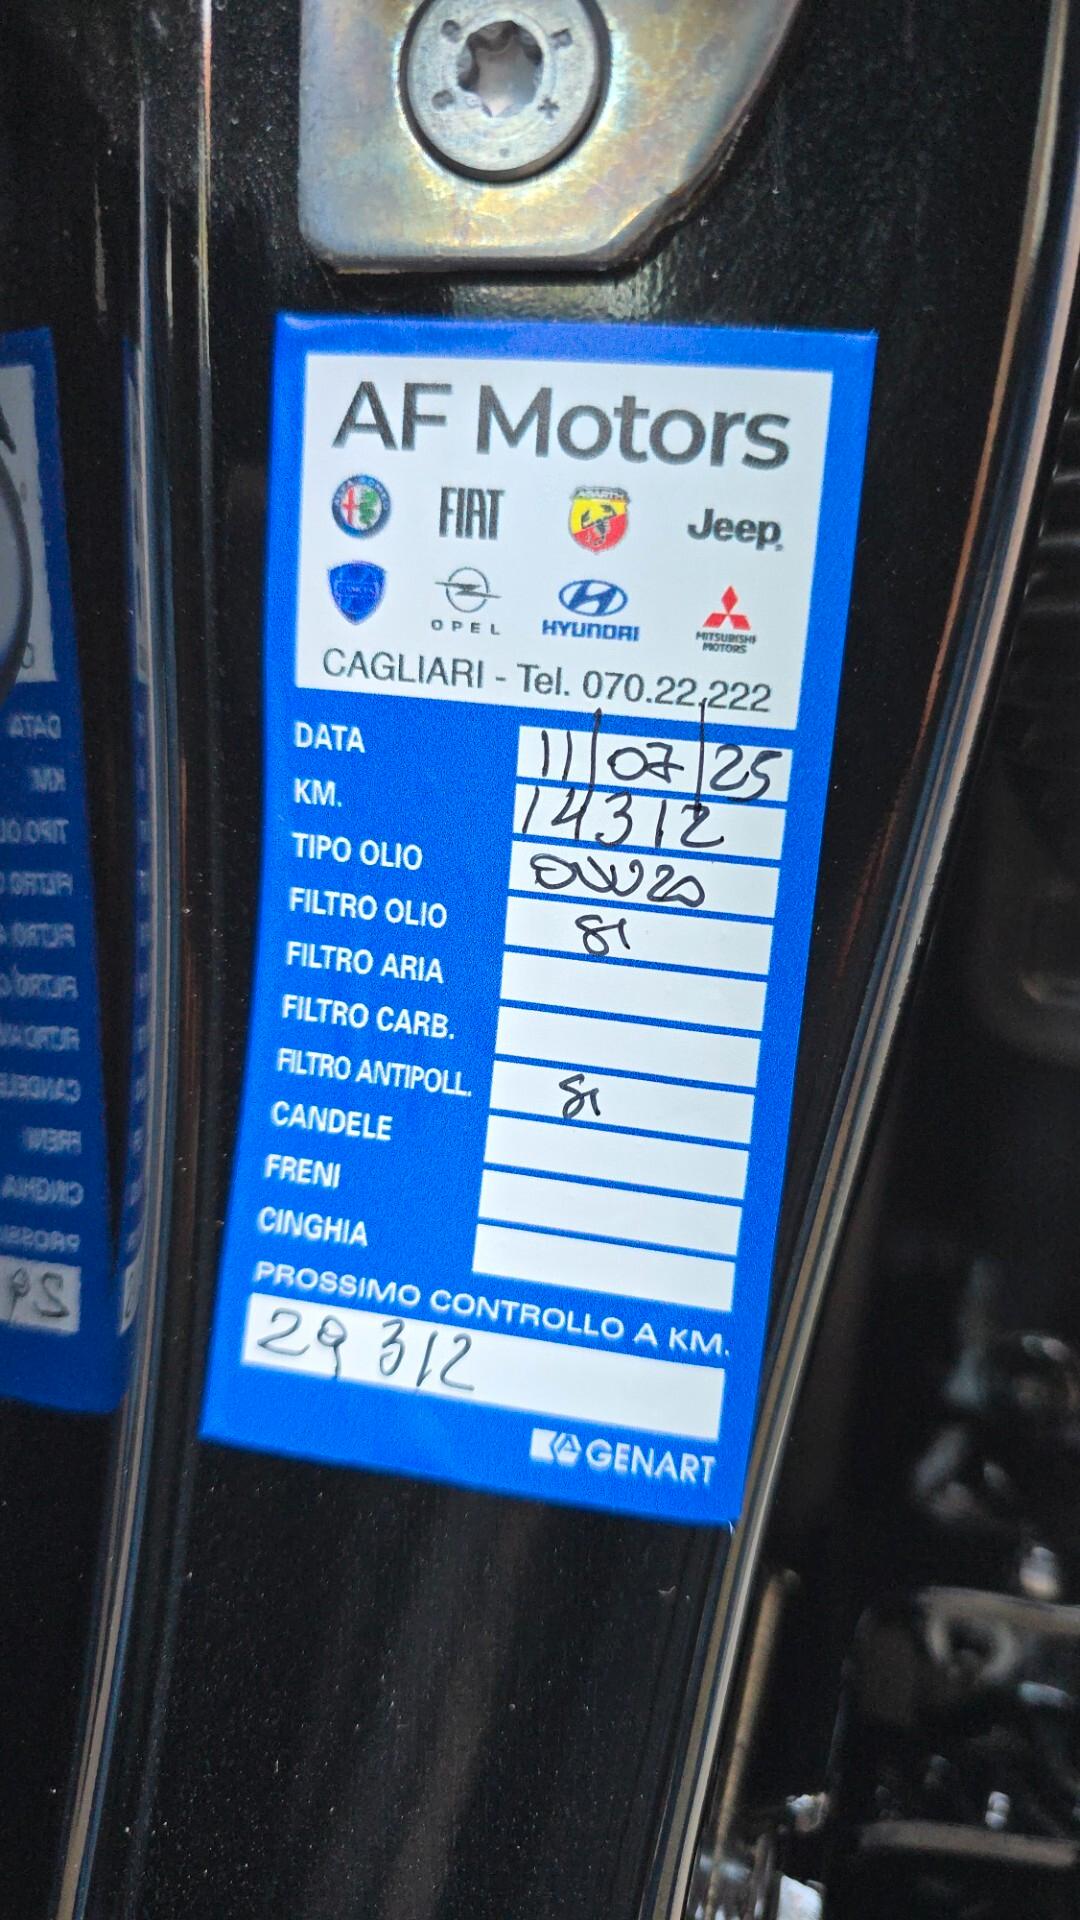 AF Motors
FIAT ABARTH Jeep
OPEL HYUNDAI MITSUBISHI MOTORS
CAGLIARI - Tel. 070.22.222
DATA 11/07/25
KM. 14312
TIPO OLIO 0W20
FILTRO OLIO SI
FILTRO ARIA
FILTRO CARB.
FILTRO ANTIPOLL. SI
CANDELE
FRENI
CINGHIA
PROSSIMO CONTROLLO A KM.
29312
GENART